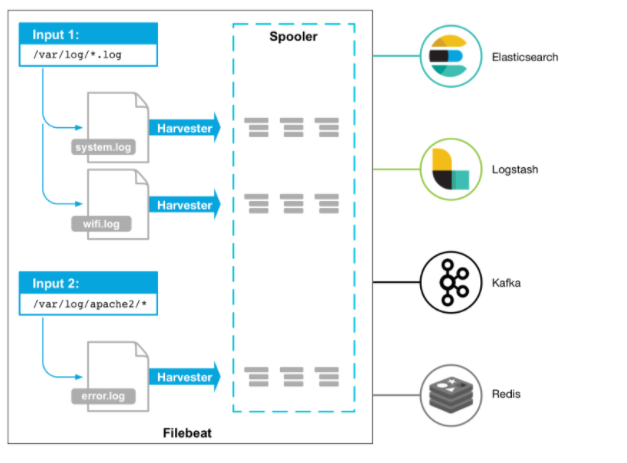 Input 1:
/var/log/*.log
system.log
Harvester
wifi.log
Harvester
Input 2:
/var/log/apache2/*
error.log
Harvester
Spooler
Filebeat
Elasticsearch
Logstash
Kafka
Redis